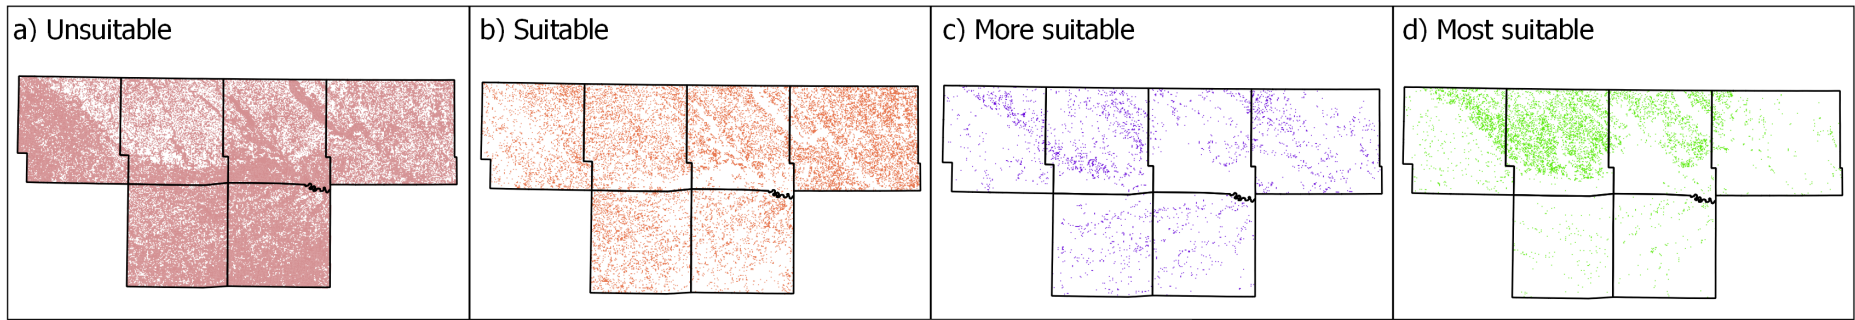 a) Unsuitable
b) Suitable
c) More suitable
d) Most suitable